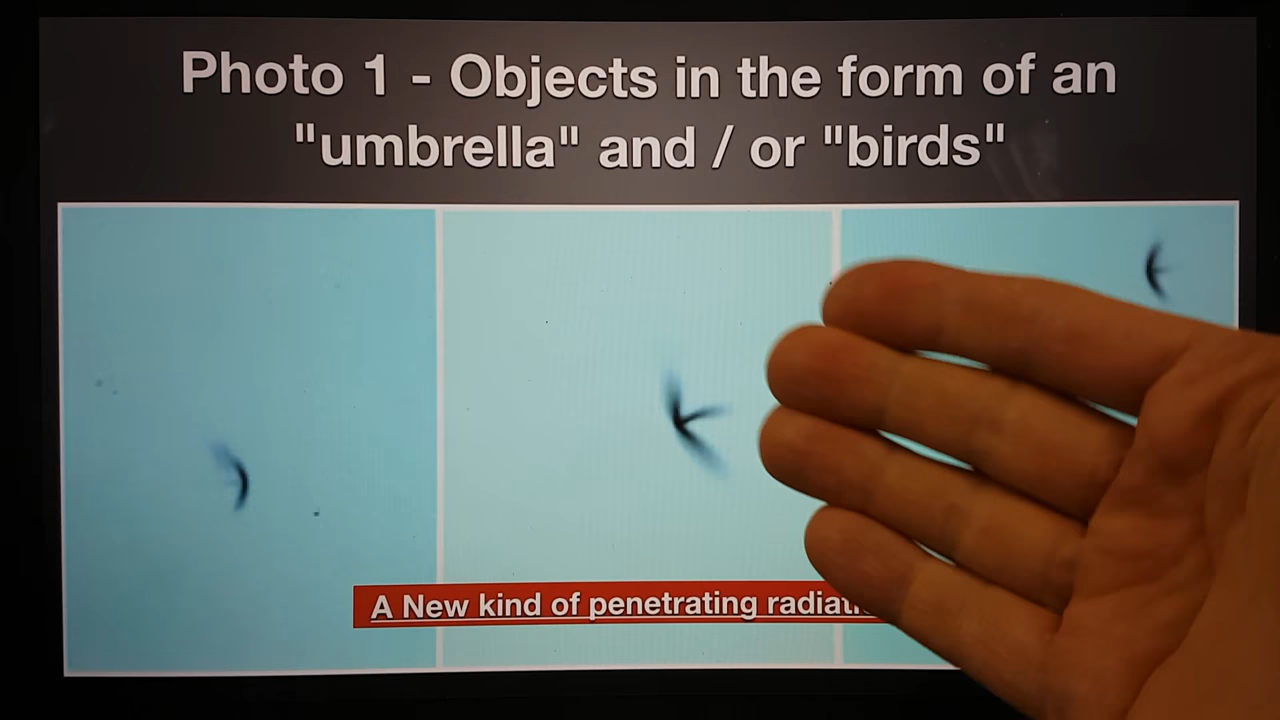 Photo 1 - Objects in the form of an
"umbrella" and / or "birds"
A New kind of penetrating